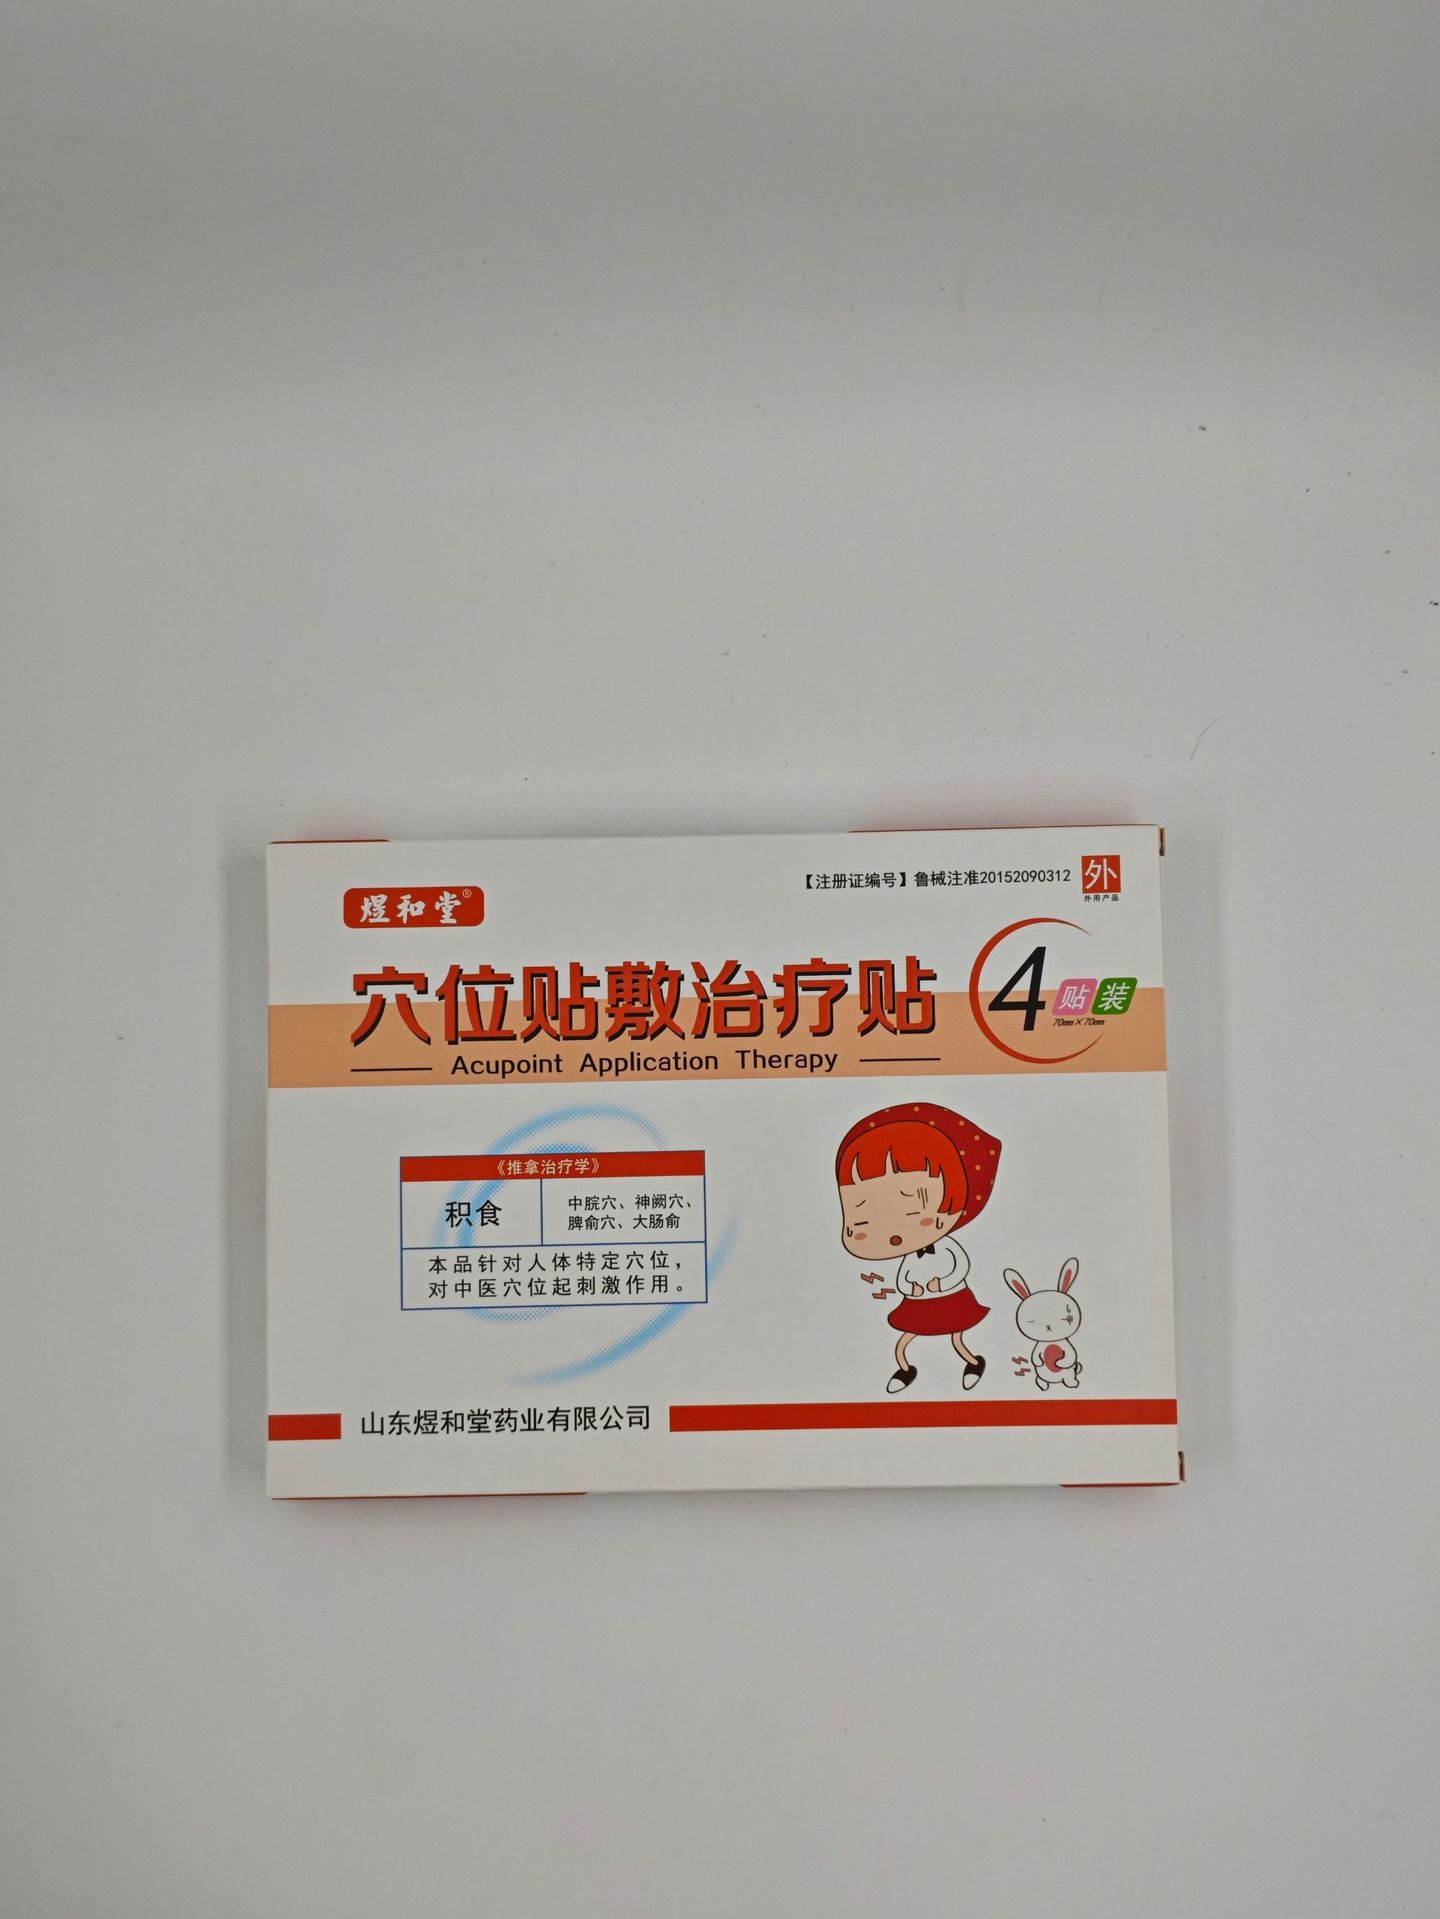 煜和堂®
【注册证编号】鲁械注准20152090312
外
外用产品
穴位贴敷治疗贴
Acupoint Application Therapy
4贴装
70mm×70mm
《推拿治疗学》
积食
中脘穴、神阙穴、
脾俞穴、大肠俞
本品针对人体特定穴位，
对中医穴位起刺激作用。
山东煜和堂药业有限公司